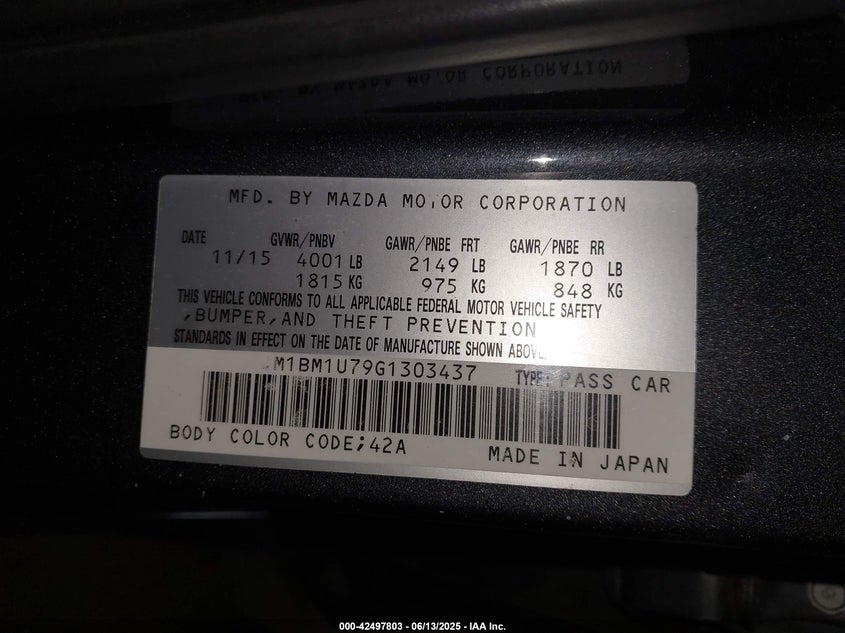 MFD. BY MAZDA MOTOR CORPORATION
DATE GVWR/PNBV GAWR/PNBE FRT GAWR/PNBE RR
11/15 4001 LB 2149 LB 1870 LB
1815 KG 975 KG 848 KG
THIS VEHICLE CONFORMS TO ALL APPLICABLE FEDERAL MOTOR VEHICLE SAFETY
,BUMPER,AND THEFT PREVENTION
STANDARDS IN EFFECT ON THE DATE OF MANUFACTURE SHOWN ABOVE.
M1BM1U79G1303437 TYPE: PASS CAR
BODY COLOR CODE;42A
MADE IN JAPAN
000-42497803 - 06/13/2025 - IAA Inc.